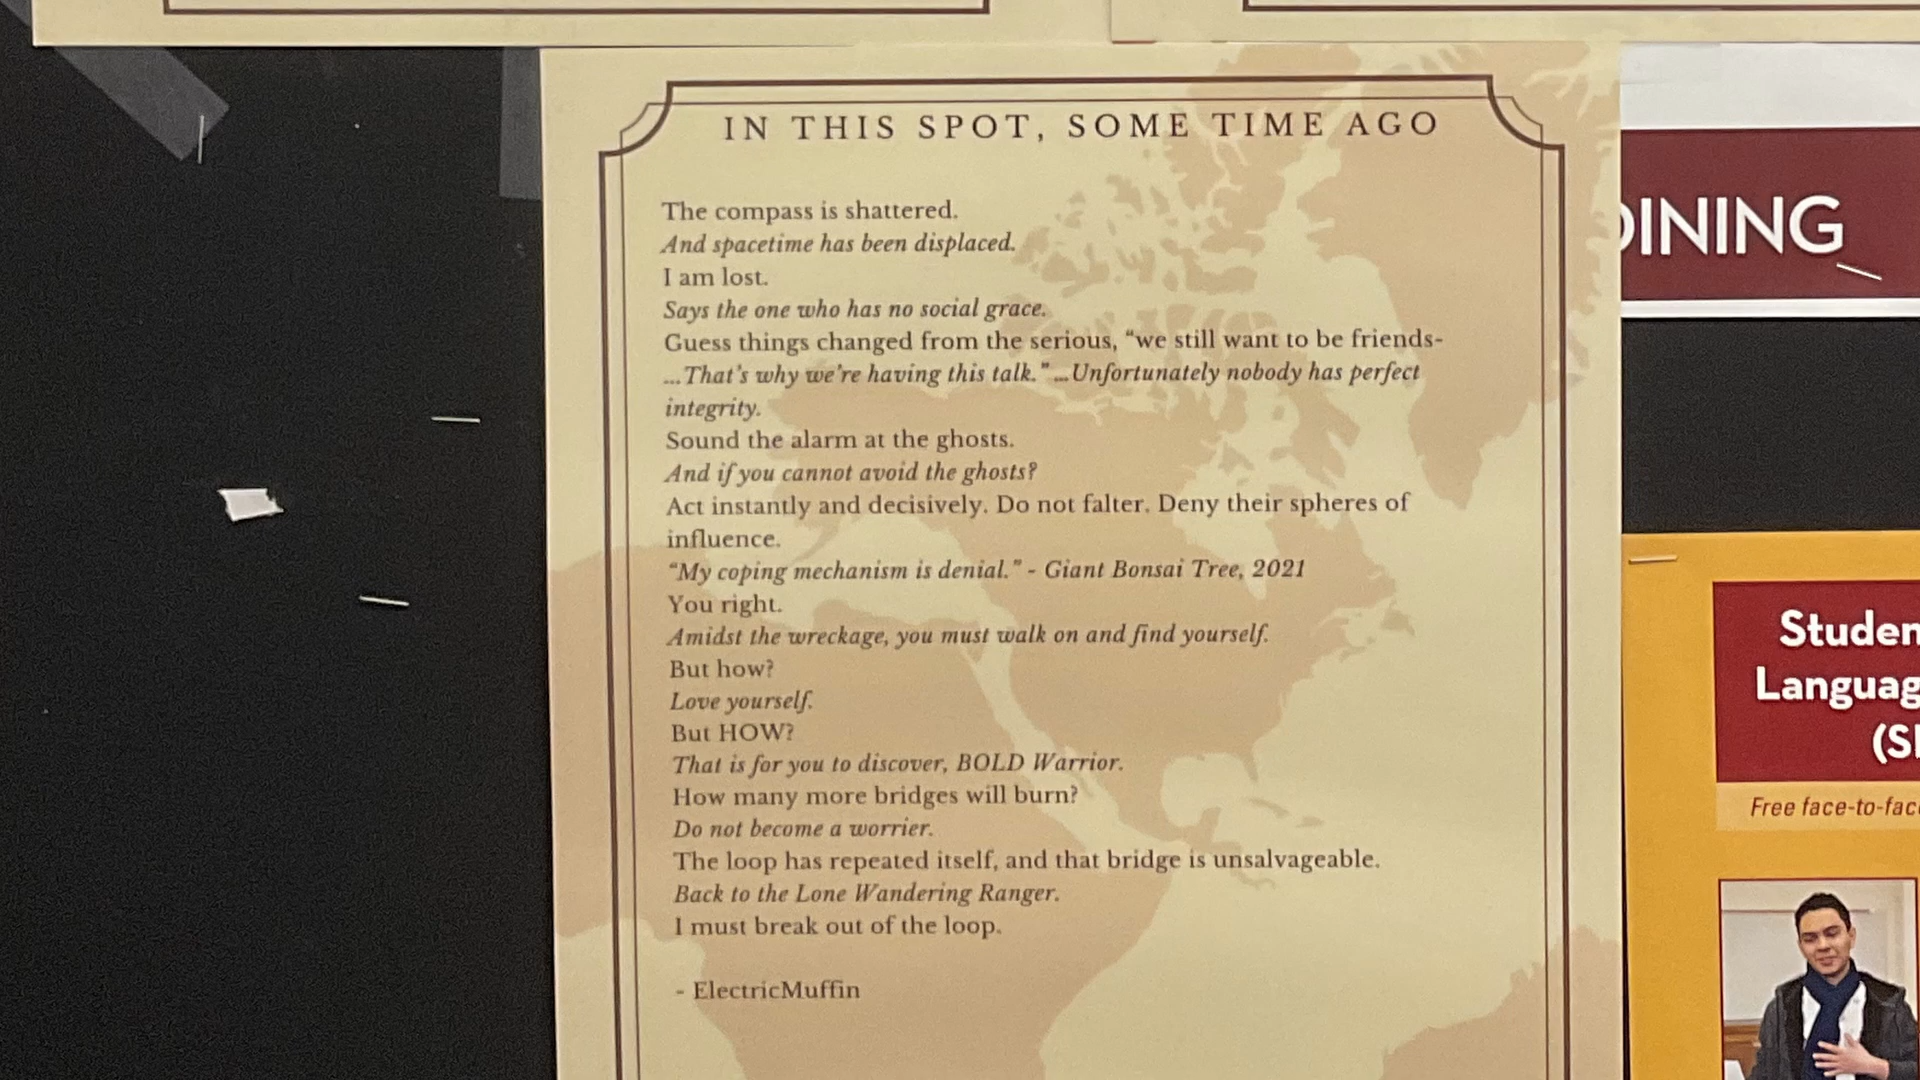 IN THIS SPOT, SOME TIME AGO
The compass is shattered.
And spacetime has been displaced.
I am lost.
Says the one who has no social grace.
Guess things changed from the serious, “we still want to be friends-
...That's why we're having this talk.” ...Unfortunately nobody has perfect
integrity.
Sound the alarm at the ghosts.
And if you cannot avoid the ghosts?
Act instantly and decisively. Do not falter. Deny their spheres of
influence.
“My coping mechanism is denial.” - Giant Bonsai Tree, 2021
You right.
Amidst the wreckage, you must walk on and find yourself.
But how?
Love yourself.
But HOW?
That is for you to discover, BOLD Warrior.
How many more bridges will burn?
Do not become a worrier.
The loop has repeated itself, and that bridge is unsalvageable.
Back to the Lone Wandering Ranger.
I must break out of the loop.
- ElectricMuffin
DINING
Studen
Languag
(S
Free face-to-fac